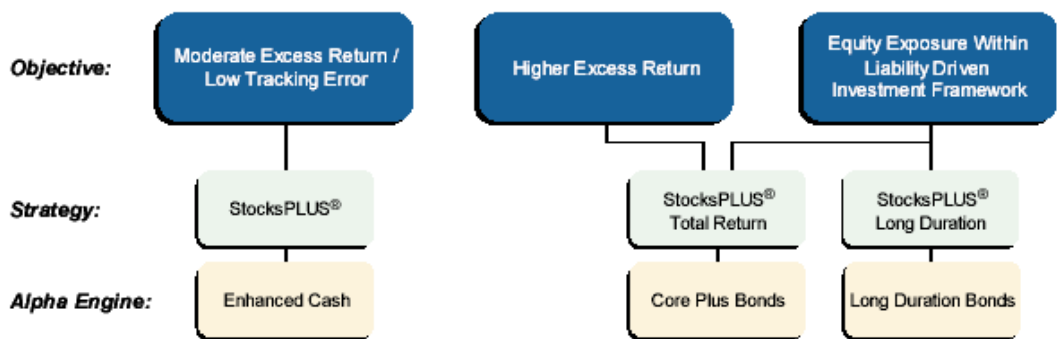 Objective:
Moderate Excess Return /
Low Tracking Error
Higher Excess Return
Equity Exposure Within
Liability Driven
Investment Framework
Strategy:
StocksPLUS®
StocksPLUS®
Total Return
StocksPLUS®
Long Duration
Alpha Engine:
Enhanced Cash
Core Plus Bonds
Long Duration Bonds